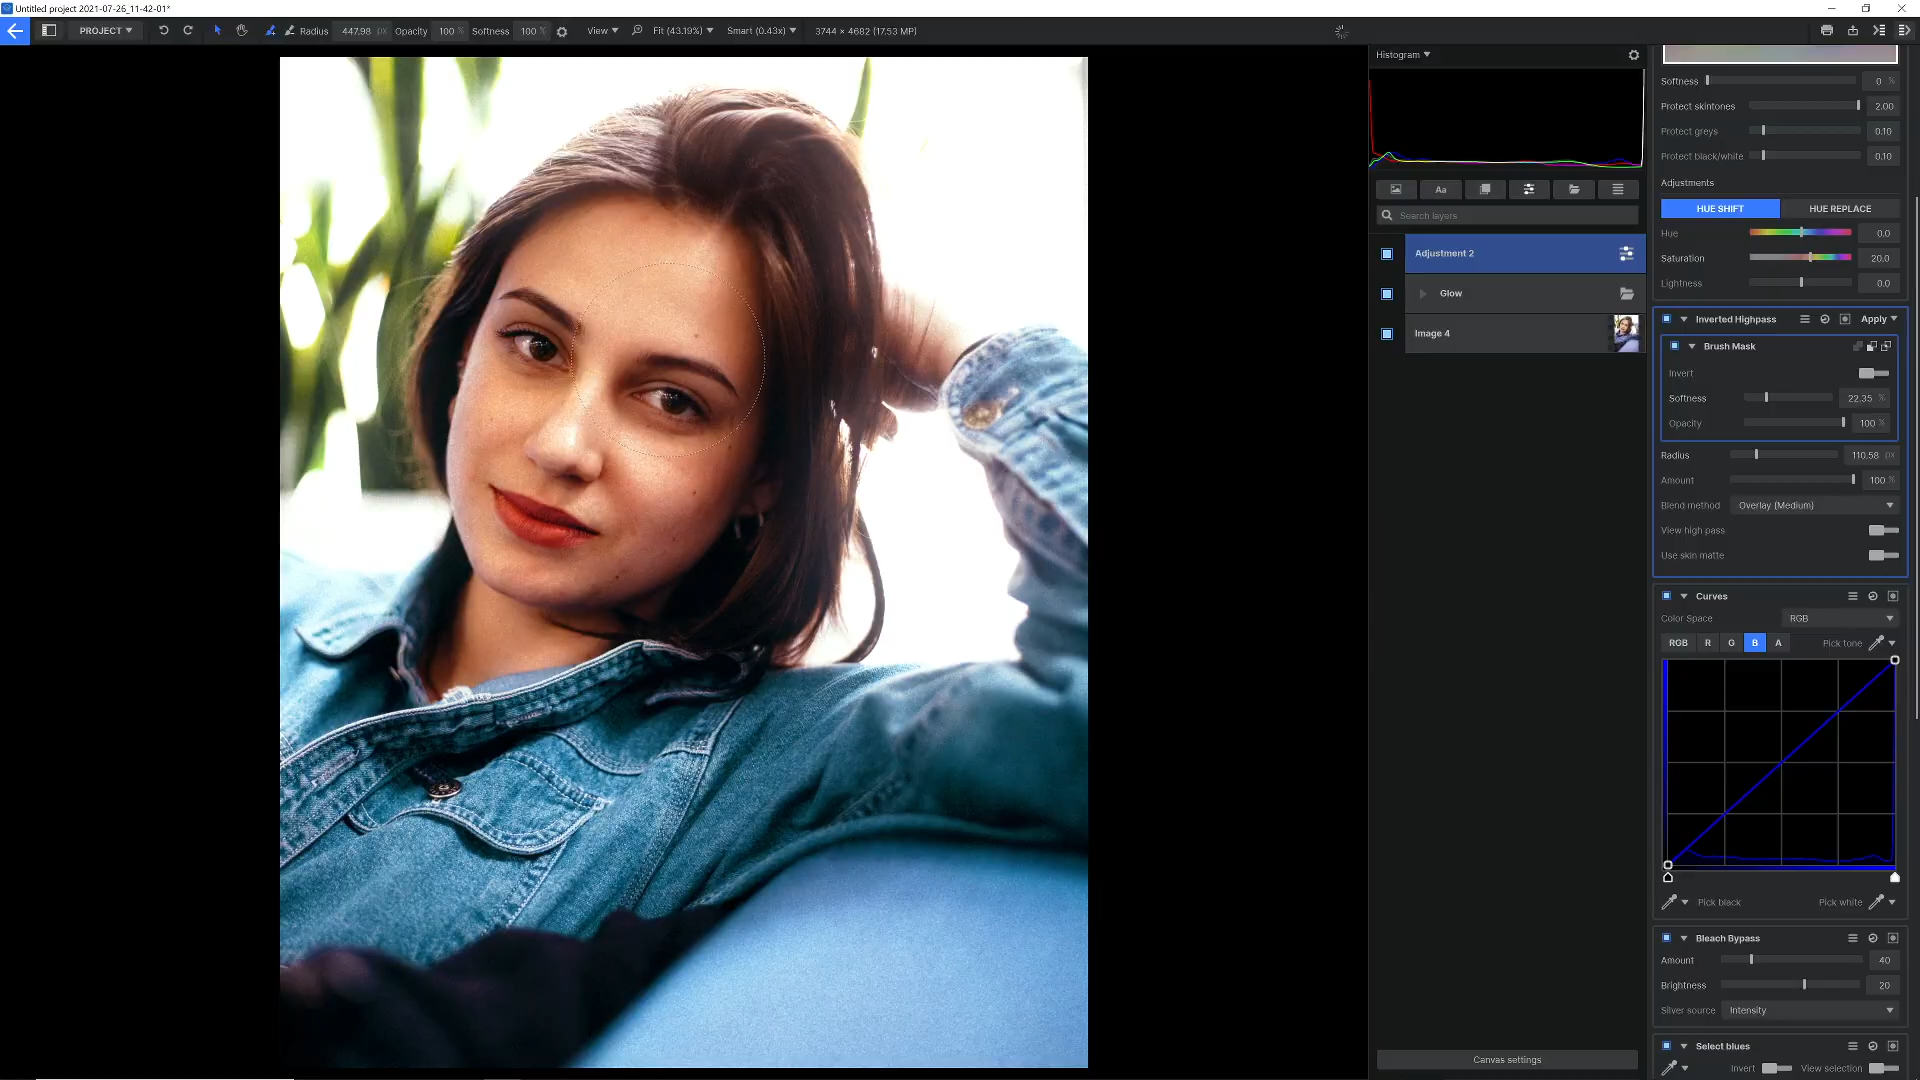 Untitled project 2021-07-26_11-42-01*
PROJECT Radius 447.98 px Opacity 100 % Softness 100 % View Fit (43.19%) Smart (0.43x) 3744 × 4682 (17.53 MP)
Histogram
Aa
Search layers
Adjustment 2
Glow
Image 4
Canvas settings
Softness 0 %
Protect skintones 2.00
Protect greys 0.10
Protect black/white 0.10
Adjustments
HUE SHIFT HUE REPLACE
Hue 0.0
Saturation 20.0
Lightness 0.0
Inverted Highpass Apply
Brush Mask
Invert
Softness 22.35 %
Opacity 100 %
Radius 110.58 px
Amount 100 %
Blend method Overlay (Medium)
View high pass
Use skin matte
Curves
Color Space RGB
RGB R G B A Pick tone
Pick black Pick white
Bleach Bypass
Amount 40
Brightness 20
Silver source Intensity
Select blues
Invert View selection